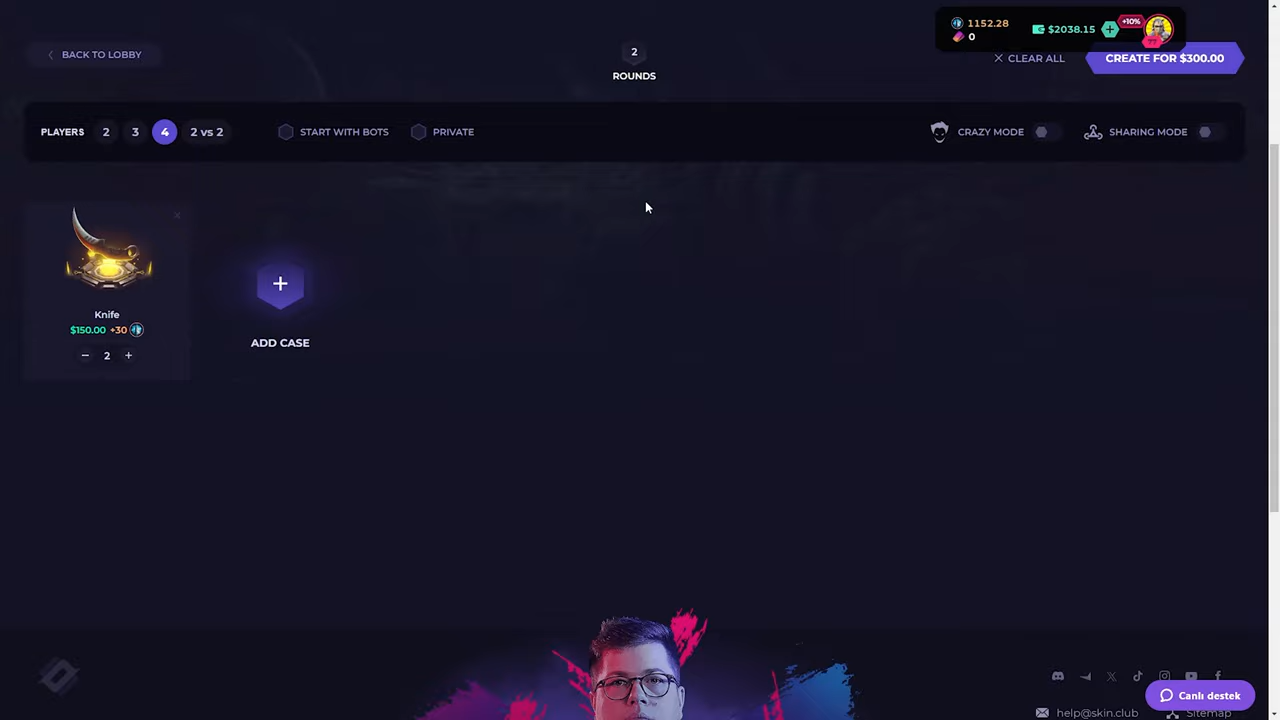 1152.28
0
$2038.15
+10%
BACK TO LOBBY
2
ROUNDS
CLEAR ALL
CREATE FOR $300.00
PLAYERS 2 3 4 2 vs 2
START WITH BOTS
PRIVATE
CRAZY MODE
SHARING MODE
Knife
$150.00 +30
− 2 +
ADD CASE
Canlı destek
help@skin.club
Sitemap